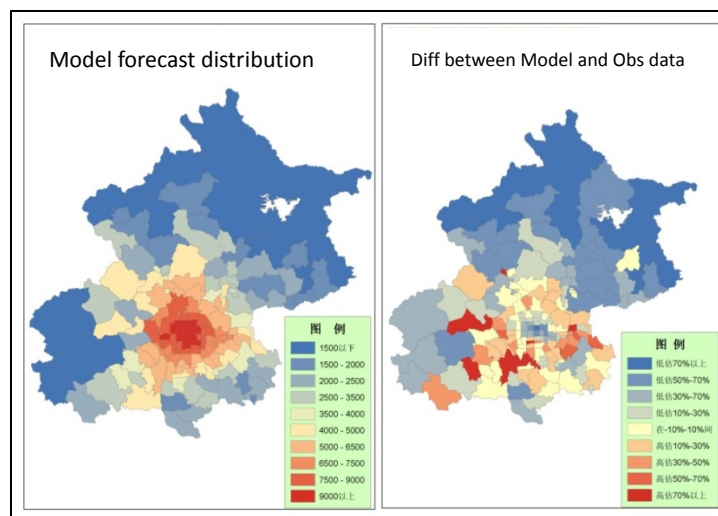 Model forecast distribution
图 例
1500以下
1500 - 2000
2000 - 2500
2500 - 3500
3500 - 4000
4000 - 5000
5000 - 6500
6500 - 7500
7500 - 9000
9000以上
Diff between Model and Obs data
图 例
低估70%以上
低估50%-70%
低估30%-70%
低估10%-30%
在-10%-10%间
高估10%-30%
高估30%-50%
高估50%-70%
高估70%以上